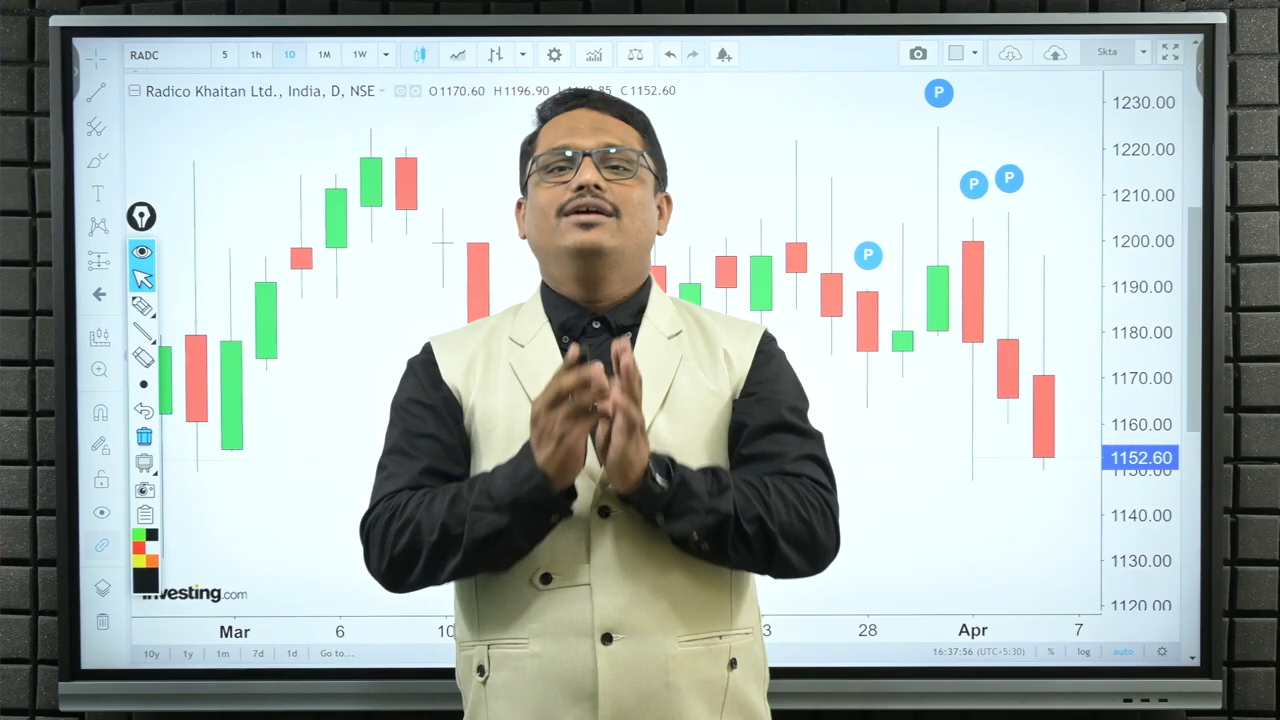 RADC 5 1h 1D 1M 1W Skta
Radico Khaitan Ltd., India, D, NSE O1170.60 H1196.90 C1152.60
P
P
P
P
1230.00
1220.00
1210.00
1200.00
1190.00
1180.00
1170.00
1160.00
1152.60
1140.00
1130.00
1120.00
T
investing.com
Mar 6 10 28 Apr 7
10y 1y 1m 7d 1d Go to... 16:37:56 (UTC+5:30) % log auto